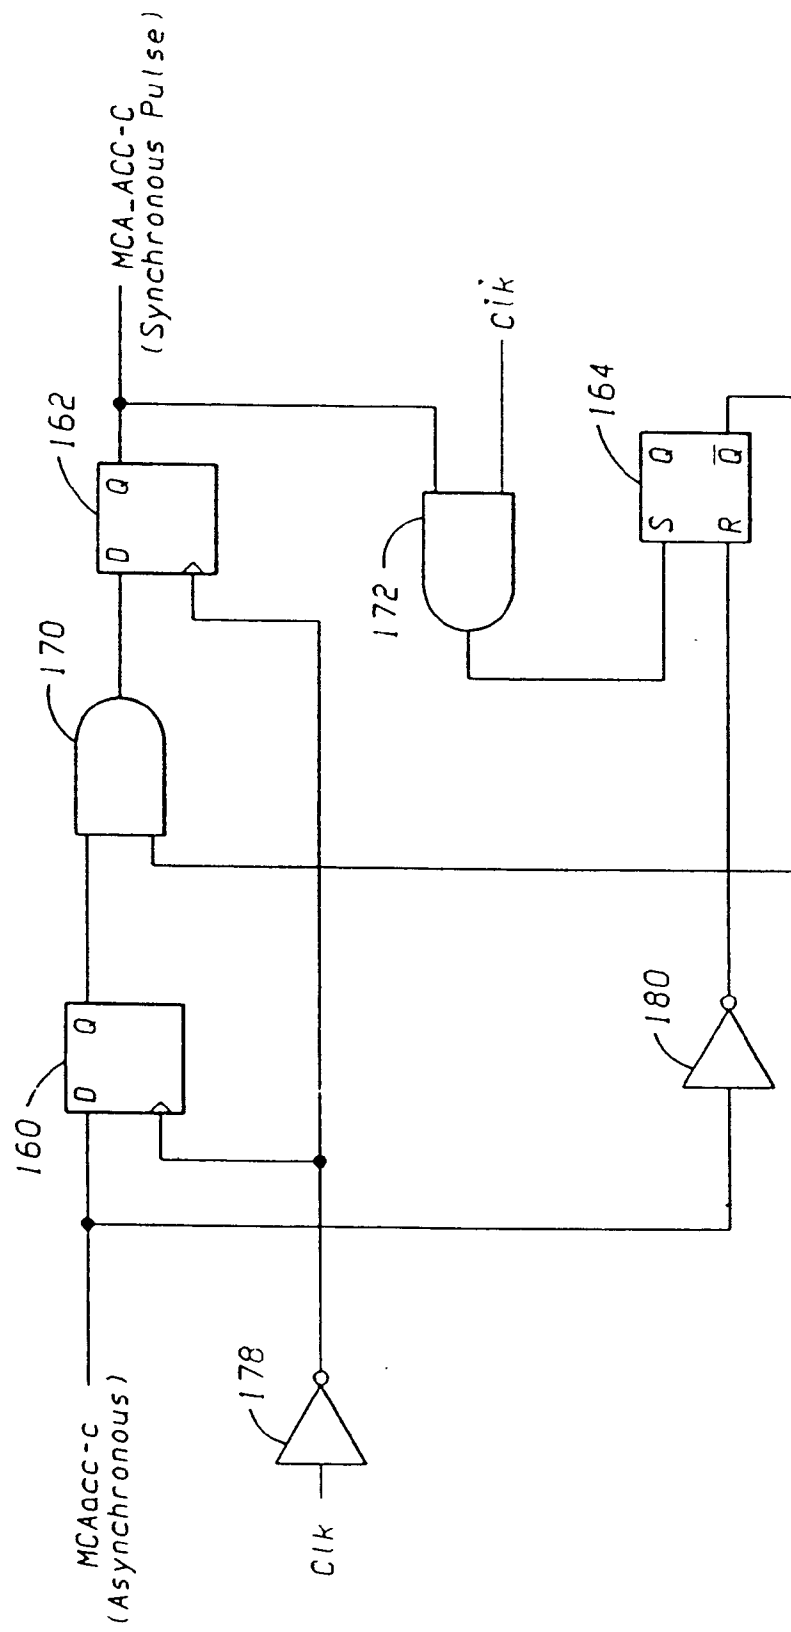 MCAacc-c
(Asynchronous)
160
D Q
170
162
D Q
MCA_ACC-C
(Synchronous Pulse)
Clk
178
172
Clk
180
164
S Q
R Q̅